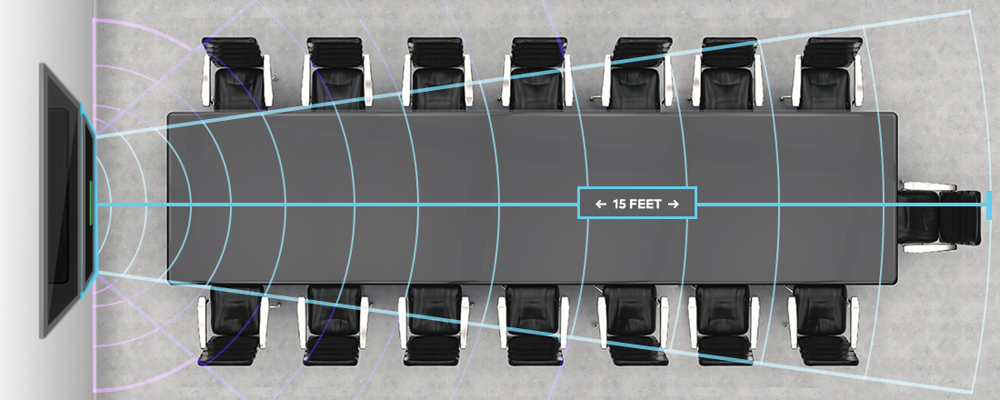 ← 15 FEET →